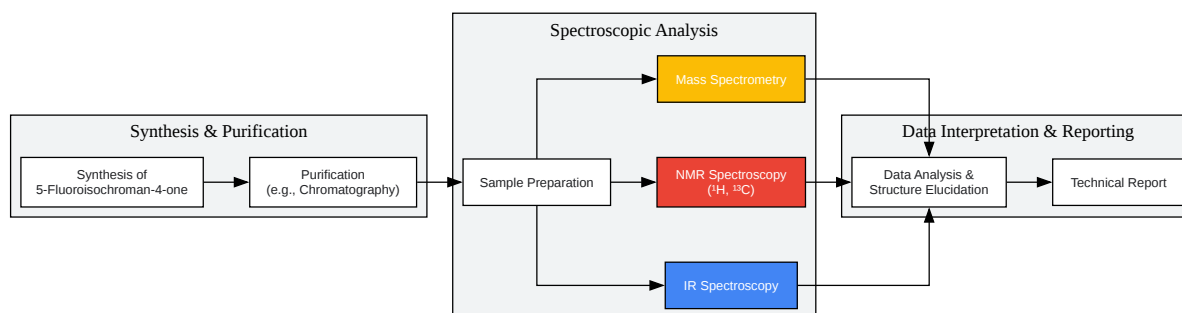 Synthesis & Purification
Synthesis of
5-Fluoroisochroman-4-one
Purification
(e.g., Chromatography)
Spectroscopic Analysis
Sample Preparation
Mass Spectrometry
NMR Spectroscopy
(¹H, ¹³C)
IR Spectroscopy
Data Interpretation & Reporting
Data Analysis &
Structure Elucidation
Technical Report